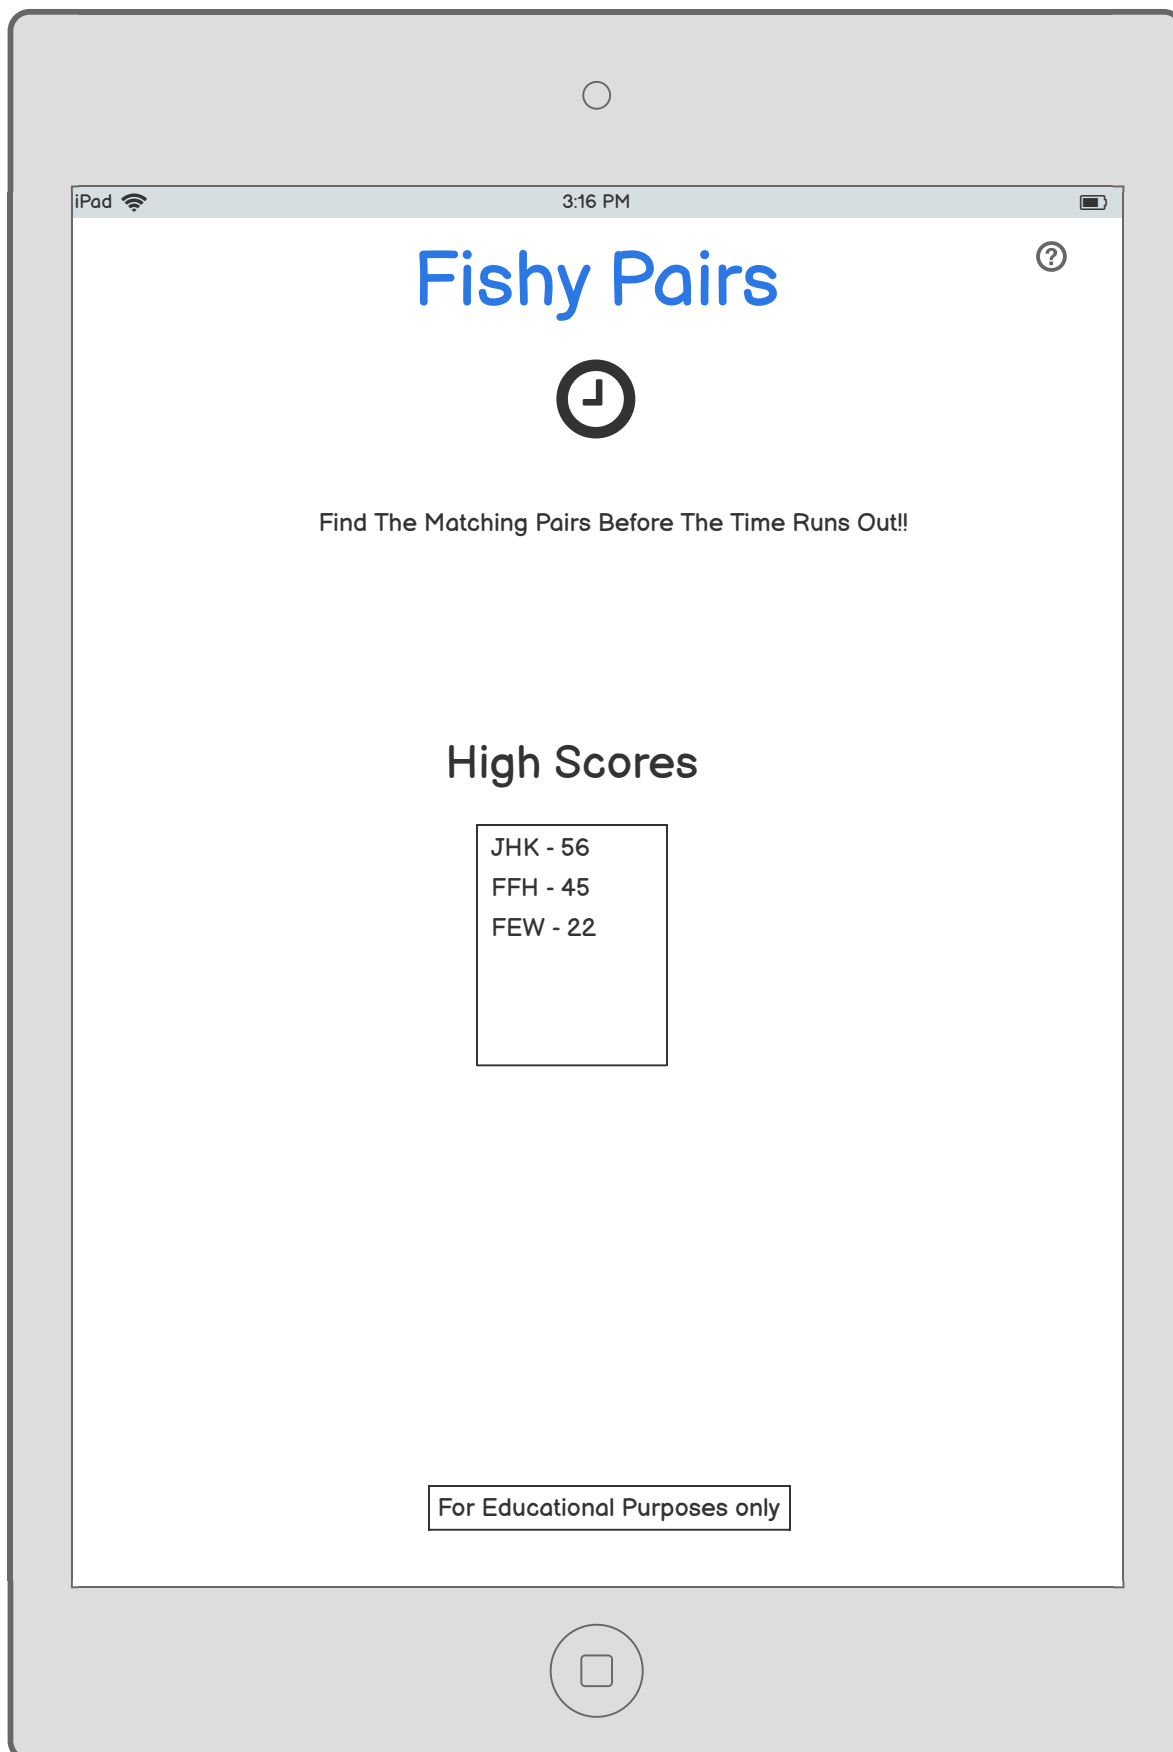 iPad 3:16 PM
Fishy Pairs
?
Find The Matching Pairs Before The Time Runs Out!!
High Scores
JHK - 56
FFH - 45
FEW - 22
For Educational Purposes only